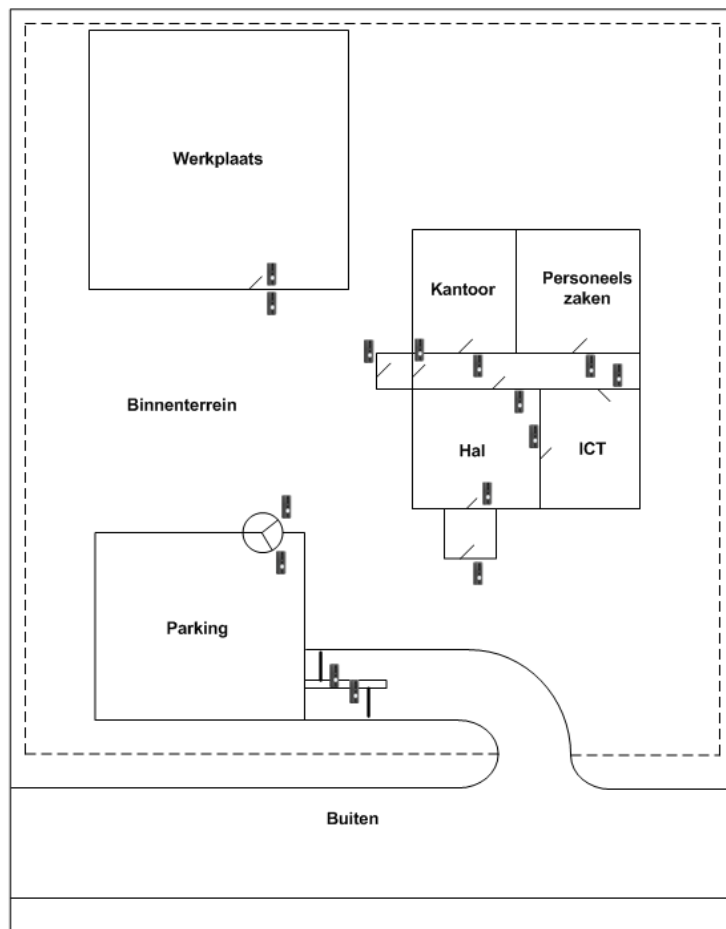 Werkplaats
Kantoor
Personeels
zaken
Binnenterrein
Hal
ICT
Parking
Buiten